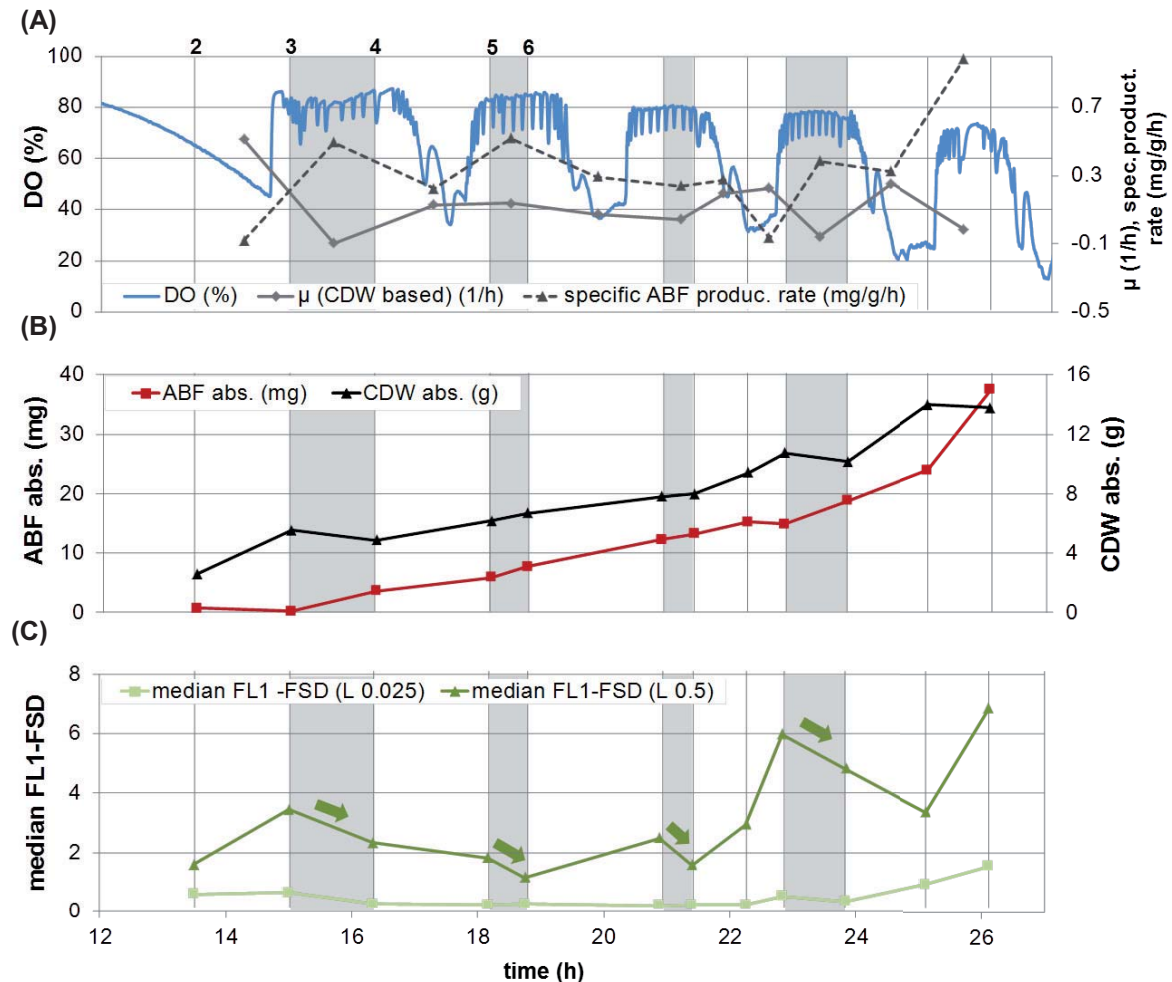 (A)
2 3 4 5 6
100
80
60
40
20
0
DO (%)
0.7
0.3
-0.1
-0.5
µ (1/h), spec.product.
rate (mg/g/h)
DO (%) µ (CDW based) (1/h) specific ABF produc. rate (mg/g/h)
(B)
40
30
20
10
0
ABF abs. (mg)
ABF abs. (mg) CDW abs. (g)
16
12
8
4
0
CDW abs. (g)
(C)
8
6
4
2
0
median FL1-FSD
median FL1 -FSD (L 0.025) median FL1-FSD (L 0.5)
12 14 16 18 20 22 24 26
time (h)